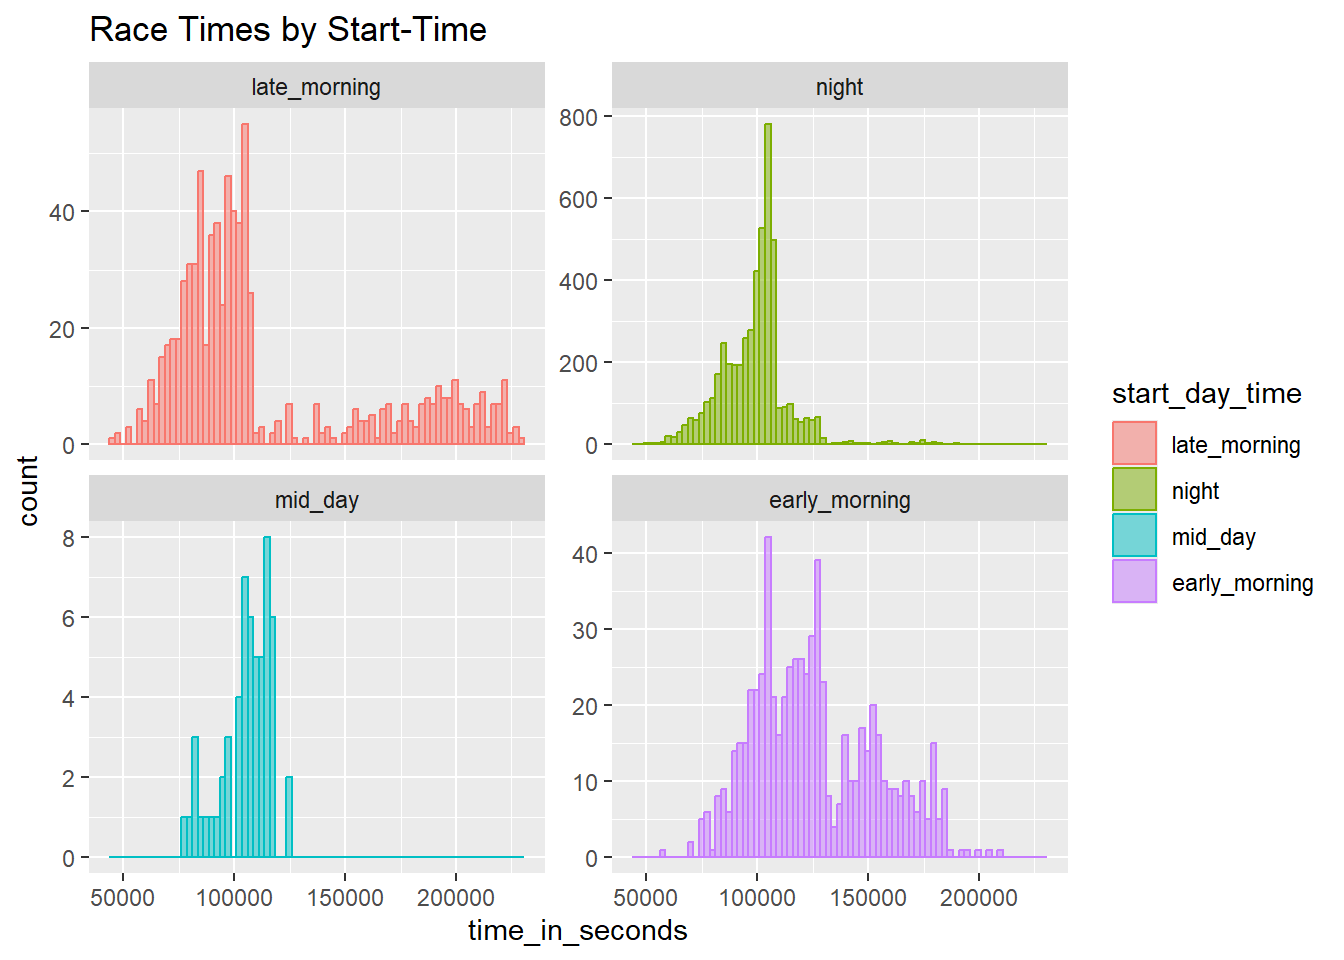 Race Times by Start-Time
late_morning
night
40
20
0
800
600
400
200
0
mid_day
early_morning
8
6
4
2
0
40
30
20
10
0
50000 100000 150000 200000
50000 100000 150000 200000
time_in_seconds
count
start_day_time
late_morning
night
mid_day
early_morning